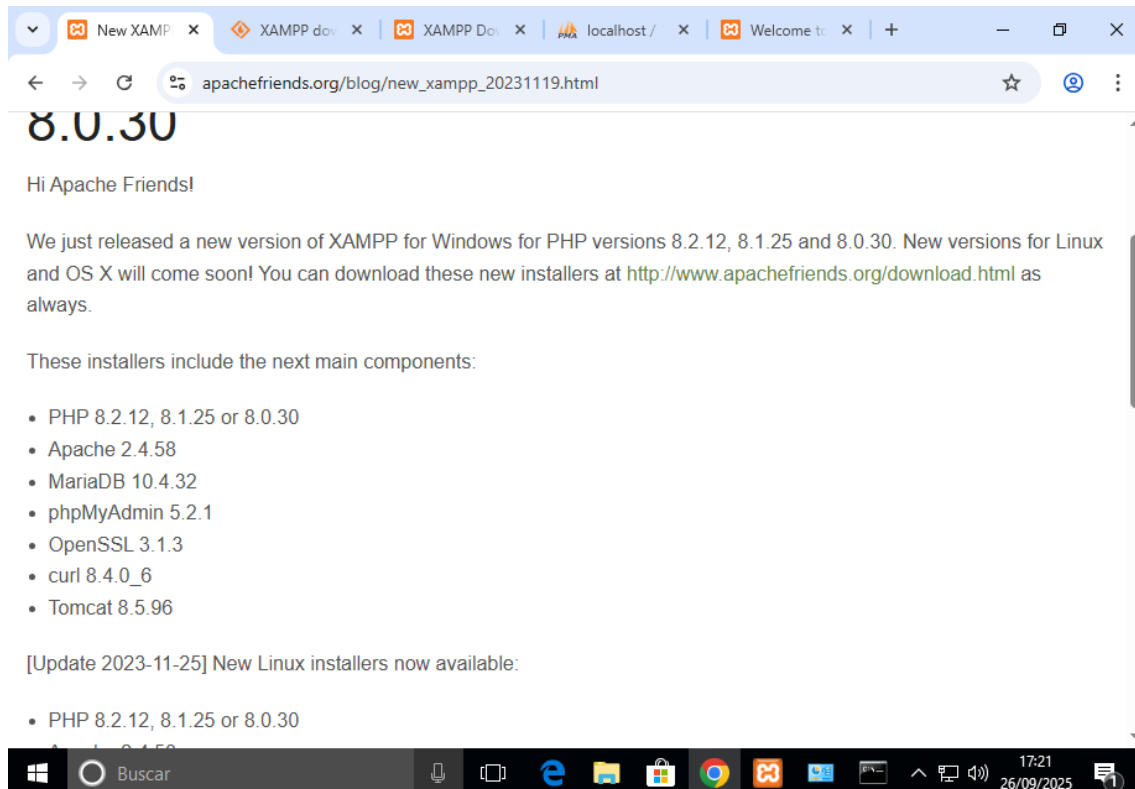 New XAMP
XAMPP dov
XAMPP Do
localhost /
Welcome to
apachefriends.org/blog/new_xampp_20231119.html
8.0.30
Hi Apache Friends!
We just released a new version of XAMPP for Windows for PHP versions 8.2.12, 8.1.25 and 8.0.30. New versions for Linux
and OS X will come soon! You can download these new installers at http://www.apachefriends.org/download.html as
always.
These installers include the next main components:
• PHP 8.2.12, 8.1.25 or 8.0.30
• Apache 2.4.58
• MariaDB 10.4.32
• phpMyAdmin 5.2.1
• OpenSSL 3.1.3
• curl 8.4.0_6
• Tomcat 8.5.96
[Update 2023-11-25] New Linux installers now available:
• PHP 8.2.12, 8.1.25 or 8.0.30
Buscar
17:21
26/09/2025
1